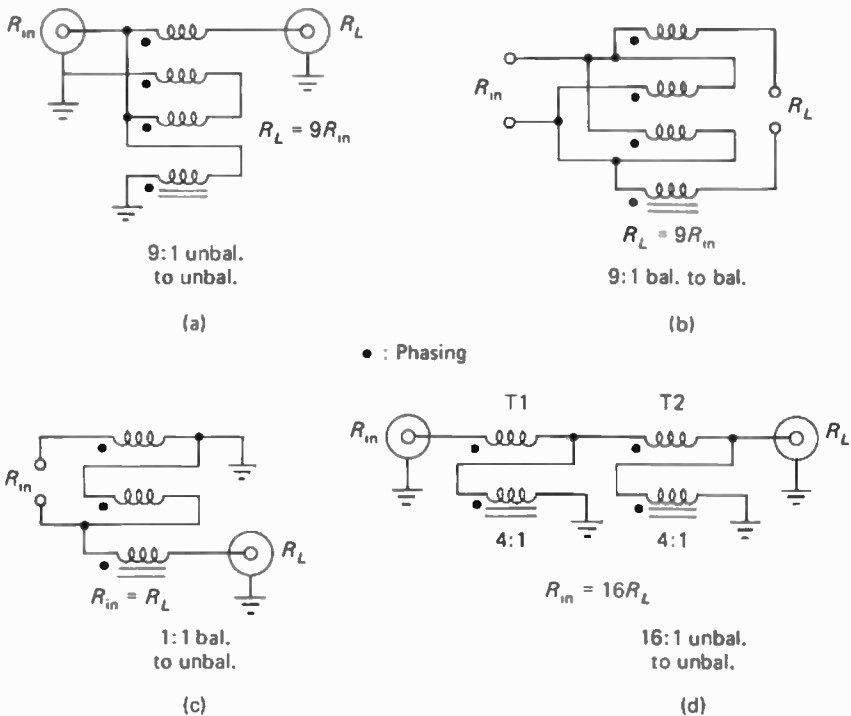 R_in
R_L
R_L = 9R_in
9:1 unbal.
to unbal.
(a)
R_in
R_L
R_L = 9R_in
9:1 bal. to bal.
(b)
● : Phasing
R_in
R_L
R_in = R_L
1:1 bal.
to unbal.
(c)
T1
T2
R_in
R_L
4:1
4:1
R_in = 16R_L
16:1 unbal.
to unbal.
(d)